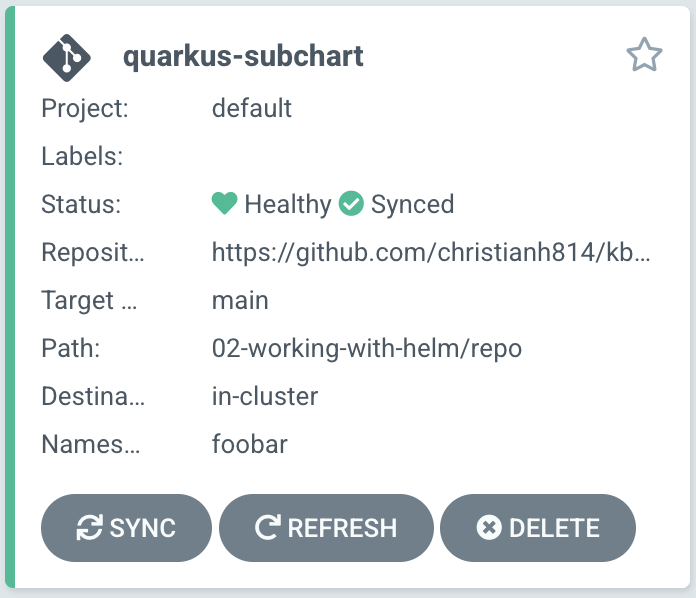 quarkus-subchart
Project: default
Labels:
Status: Healthy Synced
Reposit... https://github.com/christianh814/kb...
Target ... main
Path: 02-working-with-helm/repo
Destina... in-cluster
Names... foobar
SYNC REFRESH DELETE